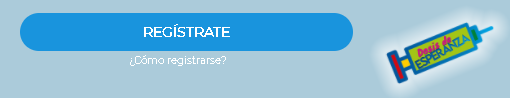 REGÍSTRATE
¿Cómo registrarse?
Dosis de
ESPERANZA